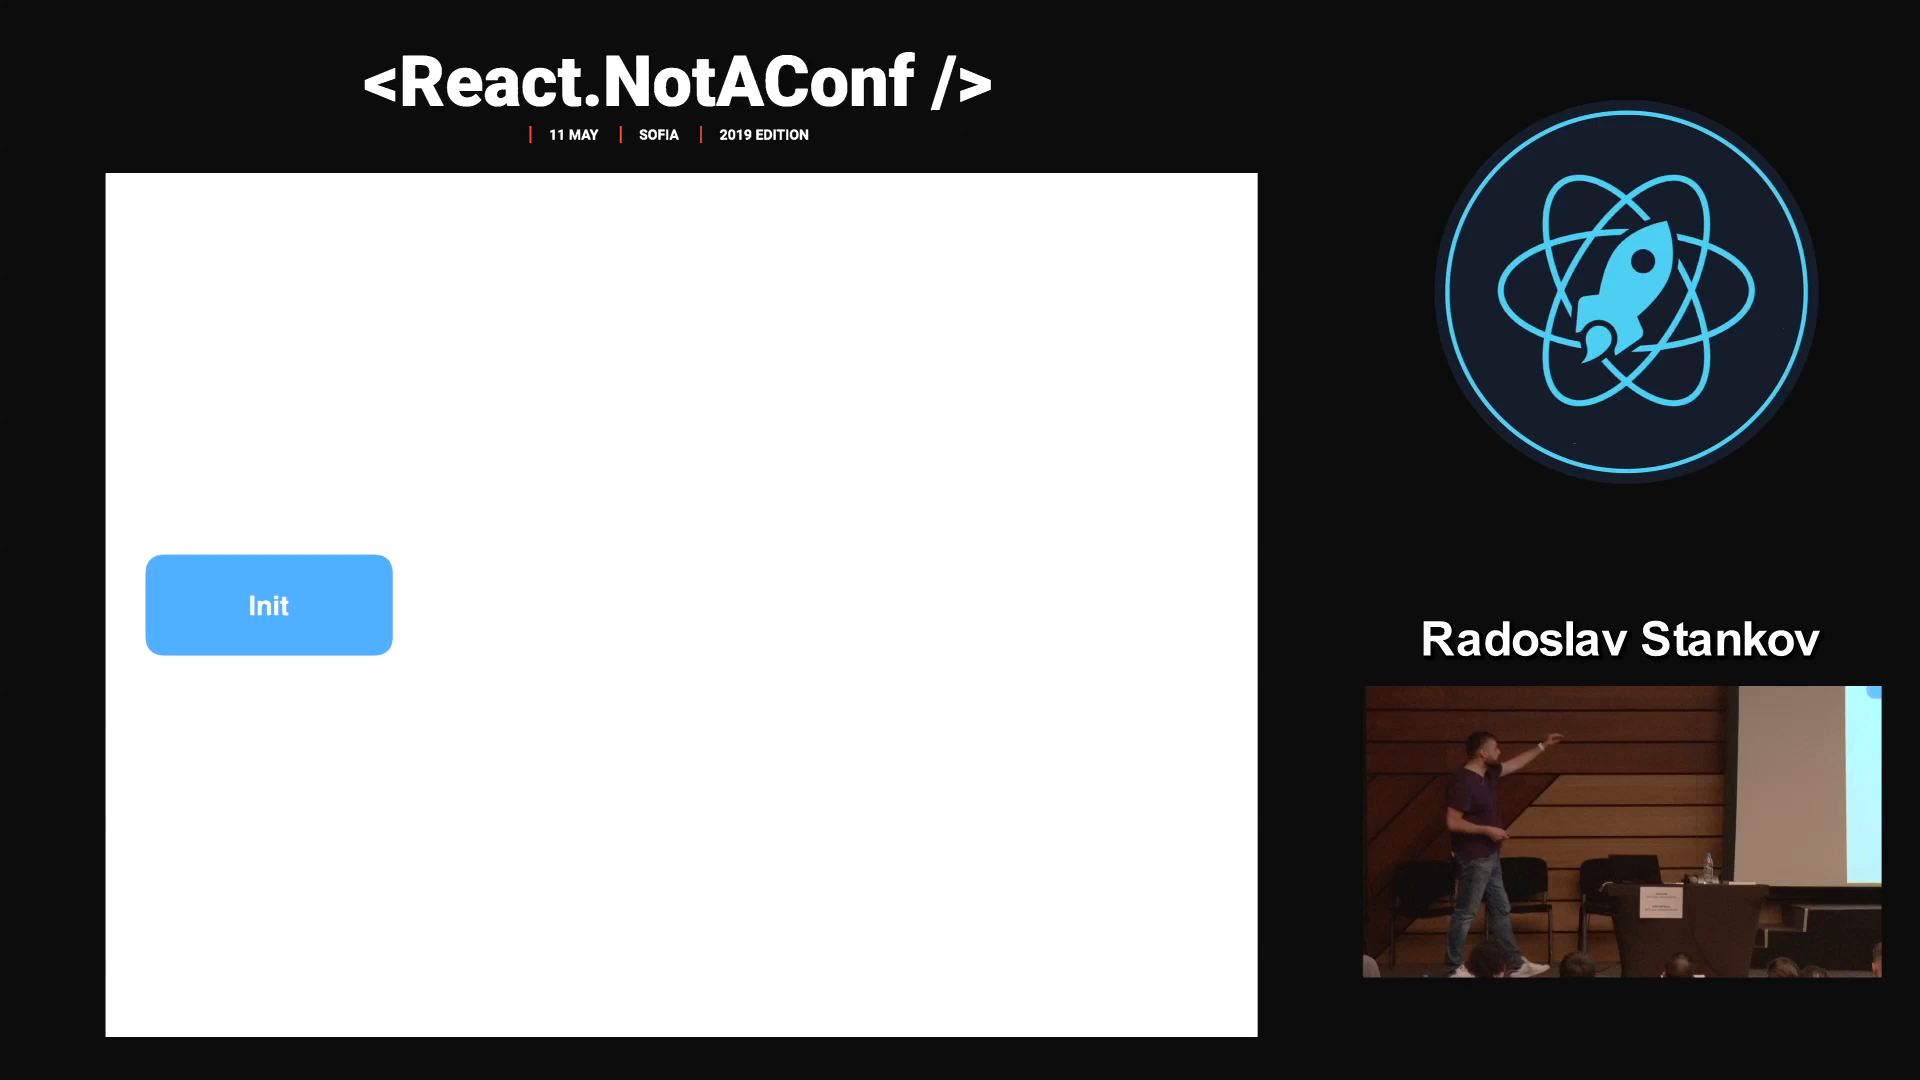 <React.NotAConf />
| 11 MAY | SOFIA | 2019 EDITION
Init
Radoslav Stankov